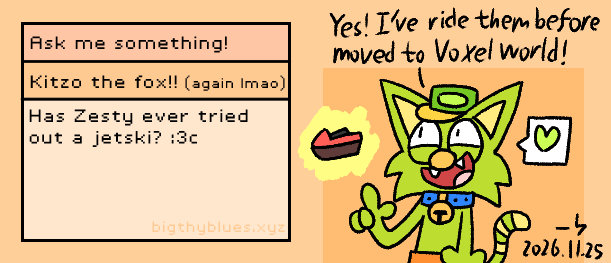 Ask me something!
Kitzo the fox!! (again lmao)
Has Zesty ever tried
out a jetski? :3c
bigthyblues.xyz
Yes! I've ride them before
moved to Voxel World!
T
2026.11.25